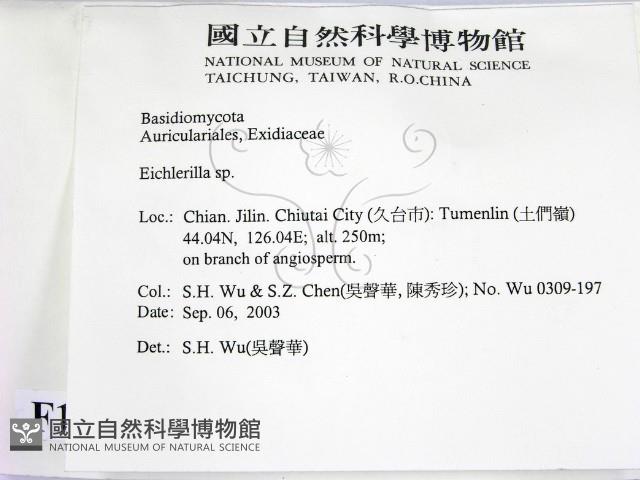 國立自然科學博物館
NATIONAL MUSEUM OF NATURAL SCIENCE
TAICHUNG, TAIWAN, R.O.CHINA
Basidiomycota
Auriculariales, Exidiaceae
Eichlerilla sp.
Loc.: Chian. Jilin. Chiutai City (久台市): Tumenlin (土們嶺)
44.04N, 126.04E; alt. 250m;
on branch of angiosperm.
Col.: S.H. Wu & S.Z. Chen(吳聲華, 陳秀珍); No. Wu 0309-197
Date: Sep. 06, 2003
Det.: S.H. Wu(吳聲華)
國立自然科學博物館
NATIONAL MUSEUM OF NATURAL SCIENCE